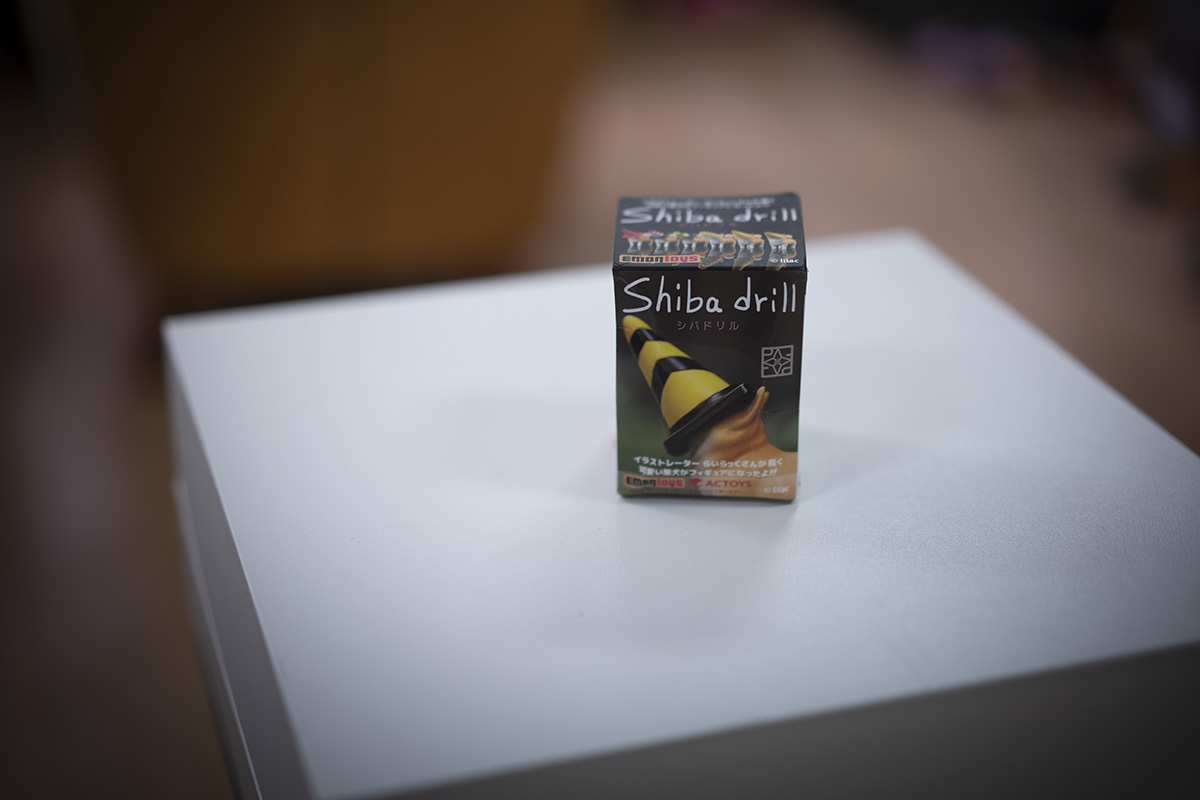 Shiba drill
Emontoys
© lilac
Shiba drill
シバドリル
イラストレーター らいらっくさんが描く
可愛い柴犬がフィギュアになったよ!!
Emontoys ACTOYS
© lilac